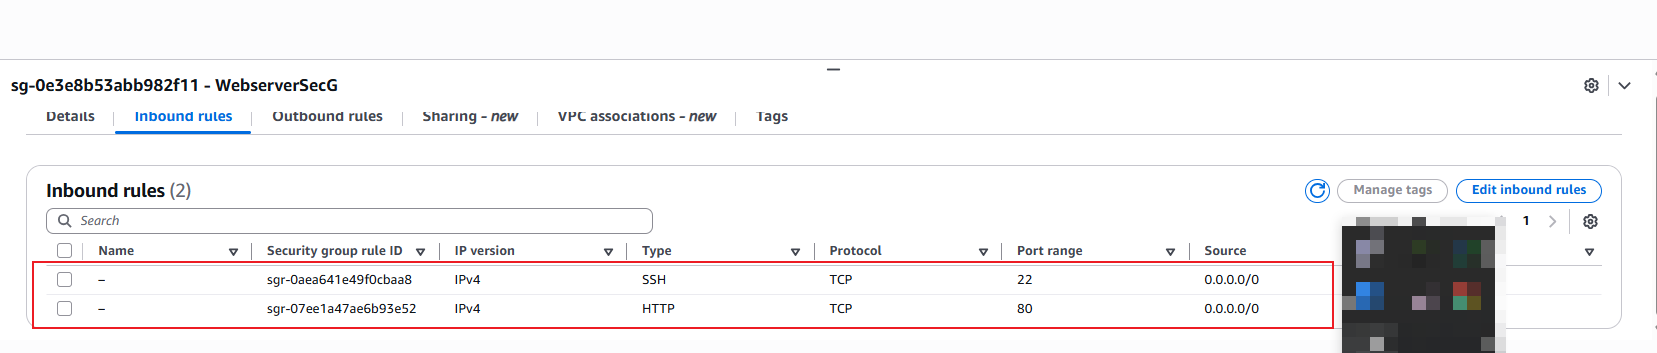 sg-0e3e8b53abb982f11 - WebserverSecG
Details Inbound rules Outbound rules Sharing - new VPC associations - new Tags
Inbound rules (2)
Manage tags Edit inbound rules
Search 1
Name Security group rule ID IP version Type Protocol Port range Source
– sgr-0aea641e49f0cbaa8 IPv4 SSH TCP 22 0.0.0.0/0
– sgr-07ee1a47ae6b93e52 IPv4 HTTP TCP 80 0.0.0.0/0